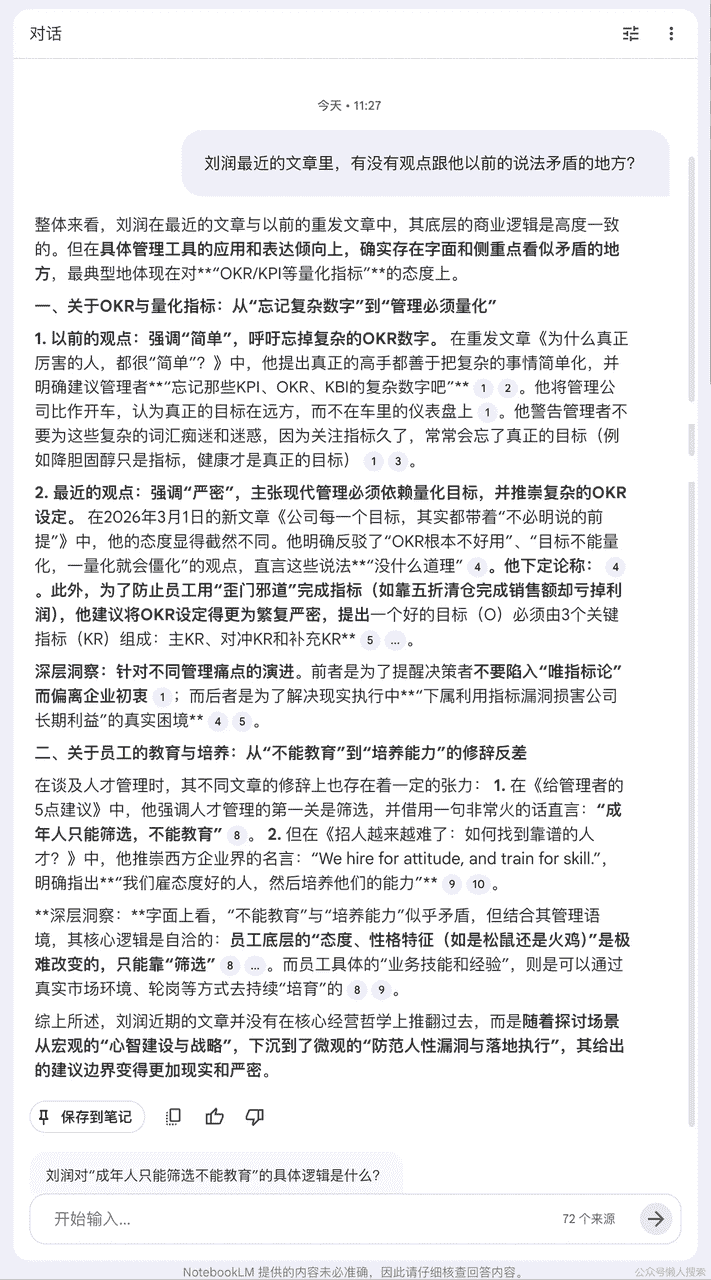 对话
今天 • 11:27
刘润最近的文章里，有没有观点跟他以前的说法矛盾的地方？
整体来看，刘润在最近的文章与以前的重发文章中，其底层的商业逻辑是高度一致
的。但在具体管理工具的应用和表达倾向上，确实存在字面和侧重点看似矛盾的地
方，最典型地体现在对**“OKR/KPI等量化指标”**的态度上。
一、关于OKR与量化指标：从“忘记复杂数字”到“管理必须量化”
1. 以前的观点：强调“简单”，呼吁忘掉复杂的OKR数字。 在重发文章《为什么真正
厉害的人，都很“简单”？》中，他提出真正的高手都善于把复杂的事情简单化，并
明确建议管理者**“忘记那些KPI、OKR、KBI的复杂数字吧”** 1 2 。他将管理公
司比作开车，认为真正的目标在远方，而不在车里的仪表盘上 1 。他警告管理者不
要为这些复杂的词汇痴迷和迷惑，因为关注指标久了，常常会忘了真正的目标（例
如降胆固醇只是指标，健康才是真正的目标） 1 3 。
2. 最近的观点：强调“严密”，主张现代管理必须依赖量化目标，并推崇复杂的OKR
设定。 在2026年3月1日的新文章《公司每一个目标，其实都带着“不必明说的前
提”》中，他的态度显得截然不同。他明确反驳了“OKR根本不好用”、“目标不能量
化，一量化就会僵化”的观点，直言这些说法**“没什么道理” 4 。他下定论称： 4
。此外，为了防止员工用“歪门邪道”完成指标（如靠五折清仓完成销售额却亏掉利
润），他建议将OKR设定得更为繁复严密，提出一个好的目标（O）必须由3个关键
指标（KR）组成：主KR、对冲KR和补充KR** 5 ... 。
深层洞察：针对不同管理痛点的演进。前者是为了提醒决策者不要陷入“唯指标论”
而偏离企业初衷 1 ；而后者是为了解决现实执行中**“下属利用指标漏洞损害公司
长期利益”的真实困境** 4 5 。
二、关于员工的教育与培养：从“不能教育”到“培养能力”的修辞反差
在谈及人才管理时，其不同文章的修辞上也存在着一定的张力： 1. 在《给管理者的
5点建议》中，他强调人才管理的第一关是筛选，并借用一句非常火的话直言：“成
年人只能筛选，不能教育” 8 。 2. 但在《招人越来越难了：如何找到靠谱的人
才？》中，他推崇西方企业界的名言：“We hire for attitude, and train for skill.”，
明确指出**“我们雇态度好的人，然后培养他们的能力”** 9 10 。
**深层洞察：**字面上看，“不能教育”与“培养能力”似乎矛盾，但结合其管理语
境，其核心逻辑是自洽的：员工底层的“态度、性格特征（如是松鼠还是火鸡）”是极
难改变的，只能靠“筛选” 8 ... 。而员工具体的“业务技能和经验”，则是可以通过
真实市场环境、轮岗等方式去持续“培育”的 8 9 。
综上所述，刘润近期的文章并没有在核心经营哲学上推翻过去，而是随着探讨场景
从宏观的“心智建设与战略”，下沉到了微观的“防范人性漏洞与落地执行”，其给出
的建议边界变得更加现实和严密。
保存到笔记
刘润对“成年人只能筛选不能教育”的具体逻辑是什么？
开始输入... 72 个来源
NotebookLM 提供的内容未必准确，因此请仔细核查回答内容。
公众号懒人搜索